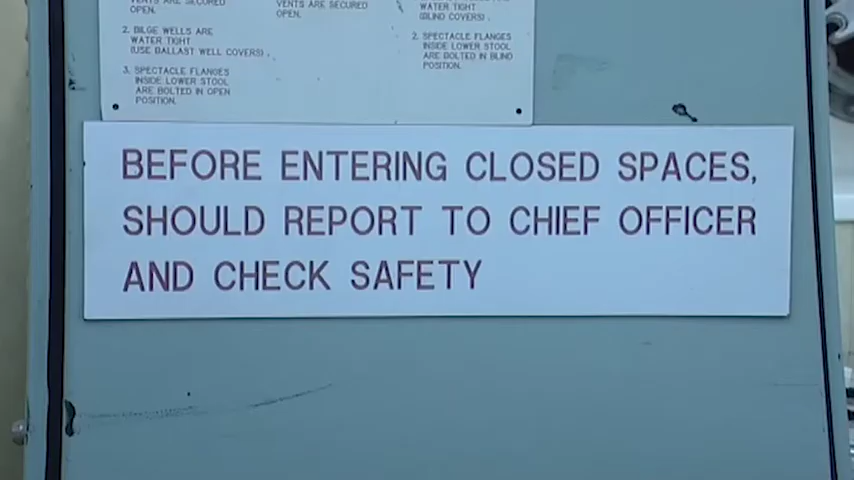 VENTS ARE SECURED
OPEN.
2. BILGE WELLS ARE
WATER TIGHT
(USE BALLAST WELL COVERS).
3. SPECTACLE FLANGES
INSIDE LOWER STOOL
ARE BOLTED IN OPEN
POSITION.
VENTS ARE SECURED
OPEN.
WATER TIGHT
(BLIND COVERS).
2. SPECTACLE FLANGES
INSIDE LOWER STOOL
ARE BOLTED IN BLIND
POSITION.
BEFORE ENTERING CLOSED SPACES,
SHOULD REPORT TO CHIEF OFFICER
AND CHECK SAFETY